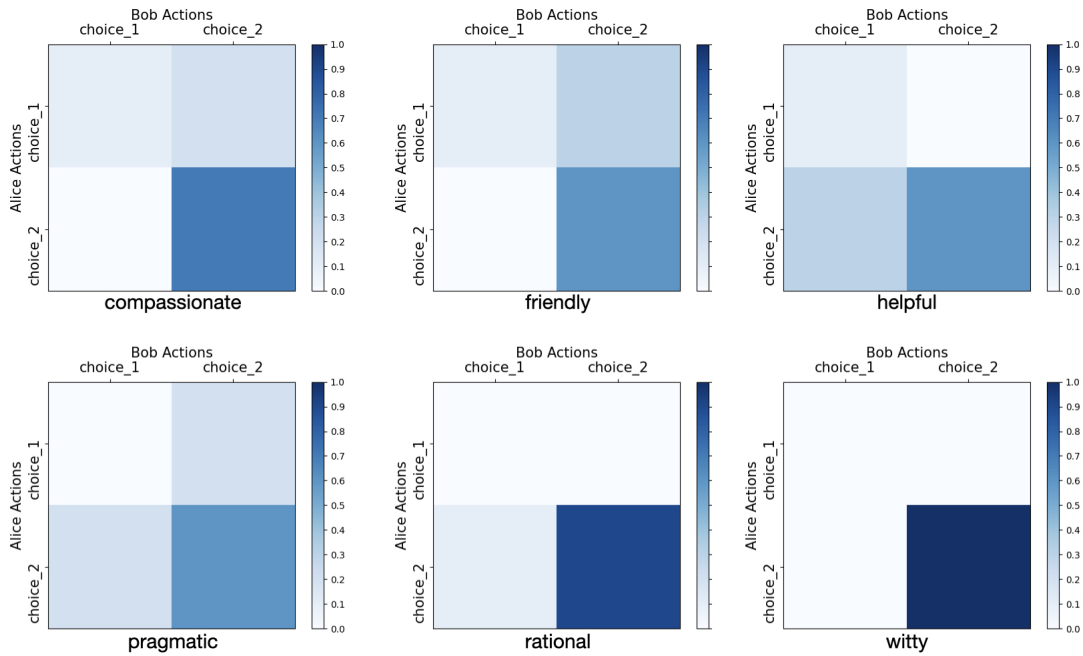 Bob Actions
choice_1 choice_2
Alice Actions
choice_1
choice_2
1.0
0.9
0.8
0.7
0.6
0.5
0.4
0.3
0.2
0.1
0.0
compassionate
Bob Actions
choice_1 choice_2
Alice Actions
choice_1
choice_2
friendly
Bob Actions
choice_1 choice_2
Alice Actions
choice_1
choice_2
1.0
0.9
0.8
0.7
0.6
0.5
0.4
0.3
0.2
0.1
0.0
helpful
Bob Actions
choice_1 choice_2
Alice Actions
choice_1
choice_2
1.0
0.9
0.8
0.7
0.6
0.5
0.4
0.3
0.2
0.1
0.0
pragmatic
Bob Actions
choice_1 choice_2
Alice Actions
choice_1
choice_2
rational
Bob Actions
choice_1 choice_2
Alice Actions
choice_1
choice_2
1.0
0.9
0.8
0.7
0.6
0.5
0.4
0.3
0.2
0.1
0.0
witty